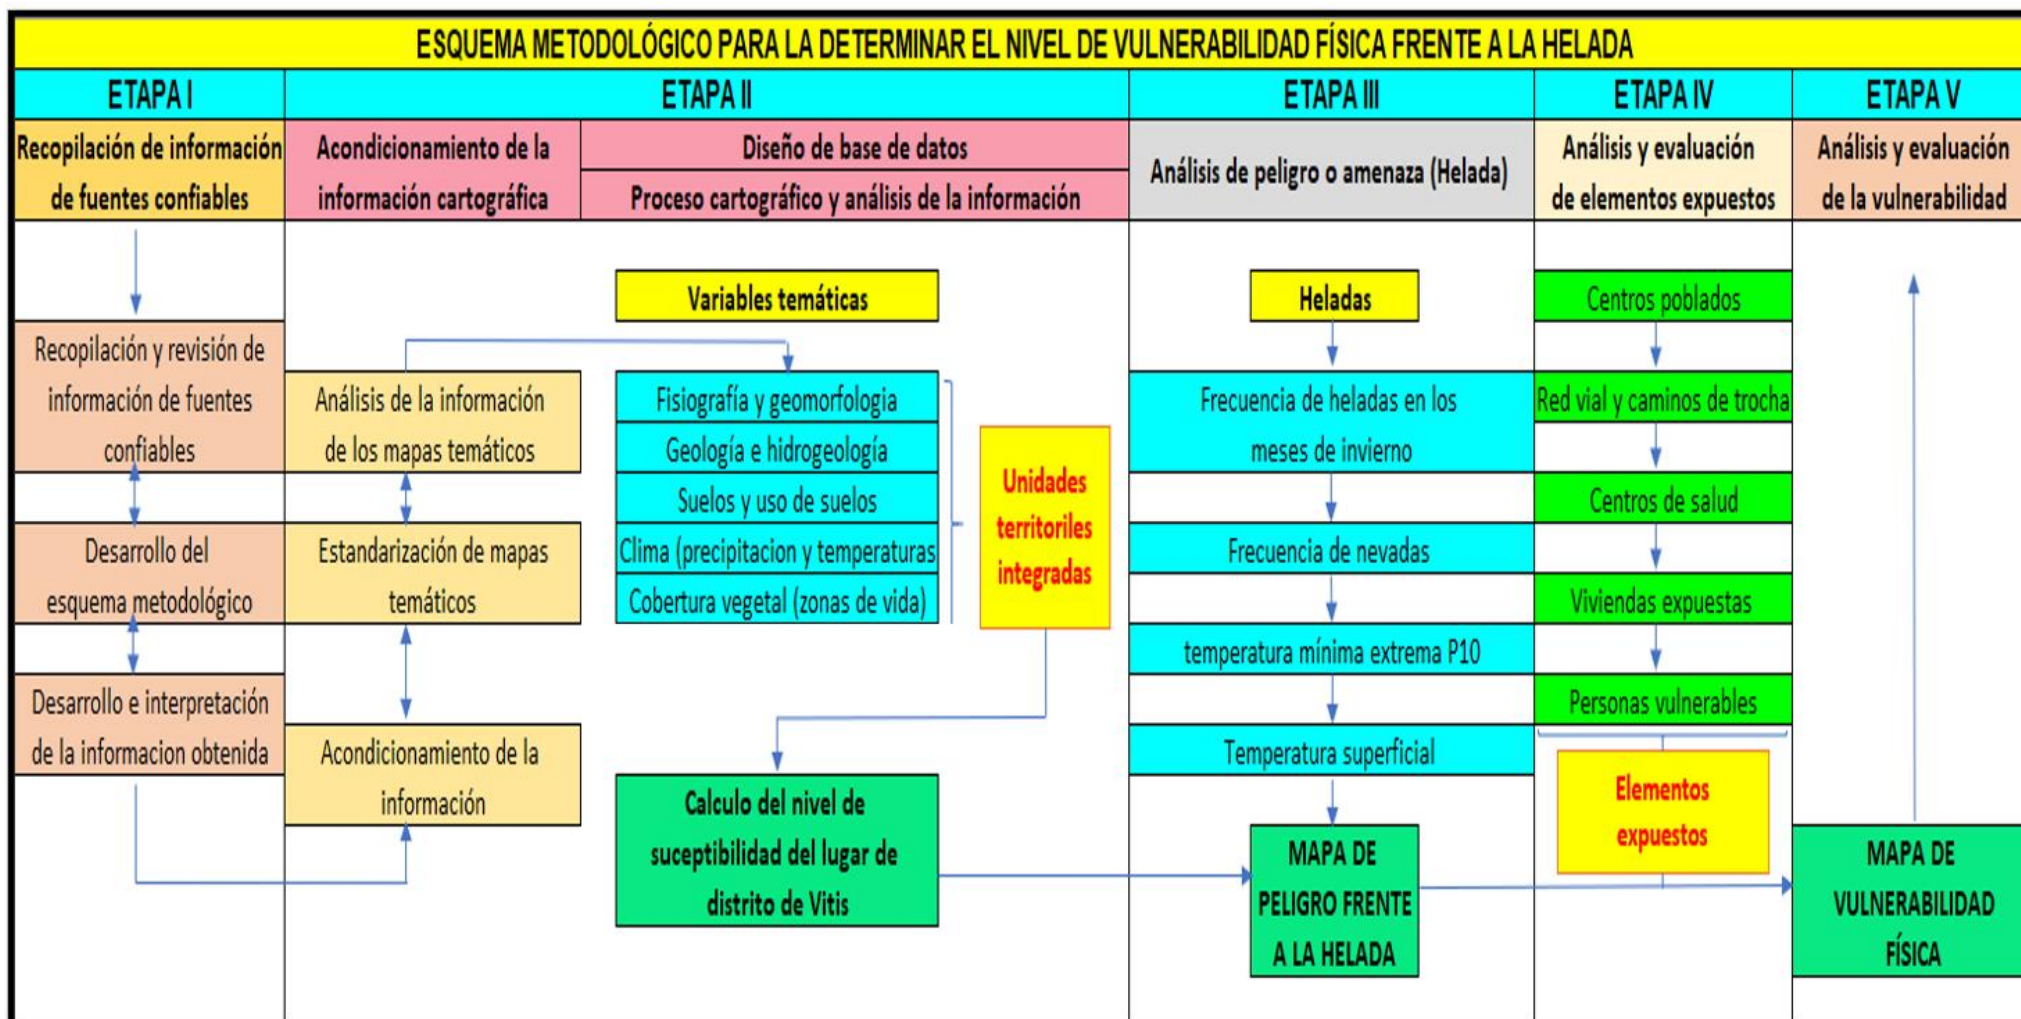 ESQUEMA METODOLÓGICO PARA LA DETERMINAR EL NIVEL DE VULNERABILIDAD FÍSICA FRENTE A LA HELADA
ETAPA I
ETAPA II
ETAPA III
ETAPA IV
ETAPA V
Recopilación de información
de fuentes confiables
Acondicionamiento de la
información cartográfica
Diseño de base de datos
Proceso cartográfico y análisis de la información
Análisis de peligro o amenaza (Helada)
Análisis y evaluación
de elementos expuestos
Análisis y evaluación
de la vulnerabilidad
Recopilación y revisión de
información de fuentes
confiables
Desarrollo del
esquema metodológico
Desarrollo e interpretación
de la informacion obtenida
Análisis de la información
de los mapas temáticos
Estandarización de mapas
temáticos
Acondicionamiento de la
información
Variables temáticas
Fisiografía y geomorfologia
Geología e hidrogeología
Suelos y uso de suelos
Clima (precipitacion y temperaturas
Cobertura vegetal (zonas de vida)
Unidades
territoriles
integradas
Calculo del nivel de
suceptibilidad del lugar de
distrito de Vitis
Heladas
Frecuencia de heladas en los
meses de invierno
Frecuencia de nevadas
temperatura mínima extrema P10
Temperatura superficial
MAPA DE
PELIGRO FRENTE
A LA HELADA
Centros poblados
Red vial y caminos de trocha
Centros de salud
Viviendas expuestas
Personas vulnerables
Elementos
expuestos
MAPA DE
VULNERABILIDAD
FÍSICA